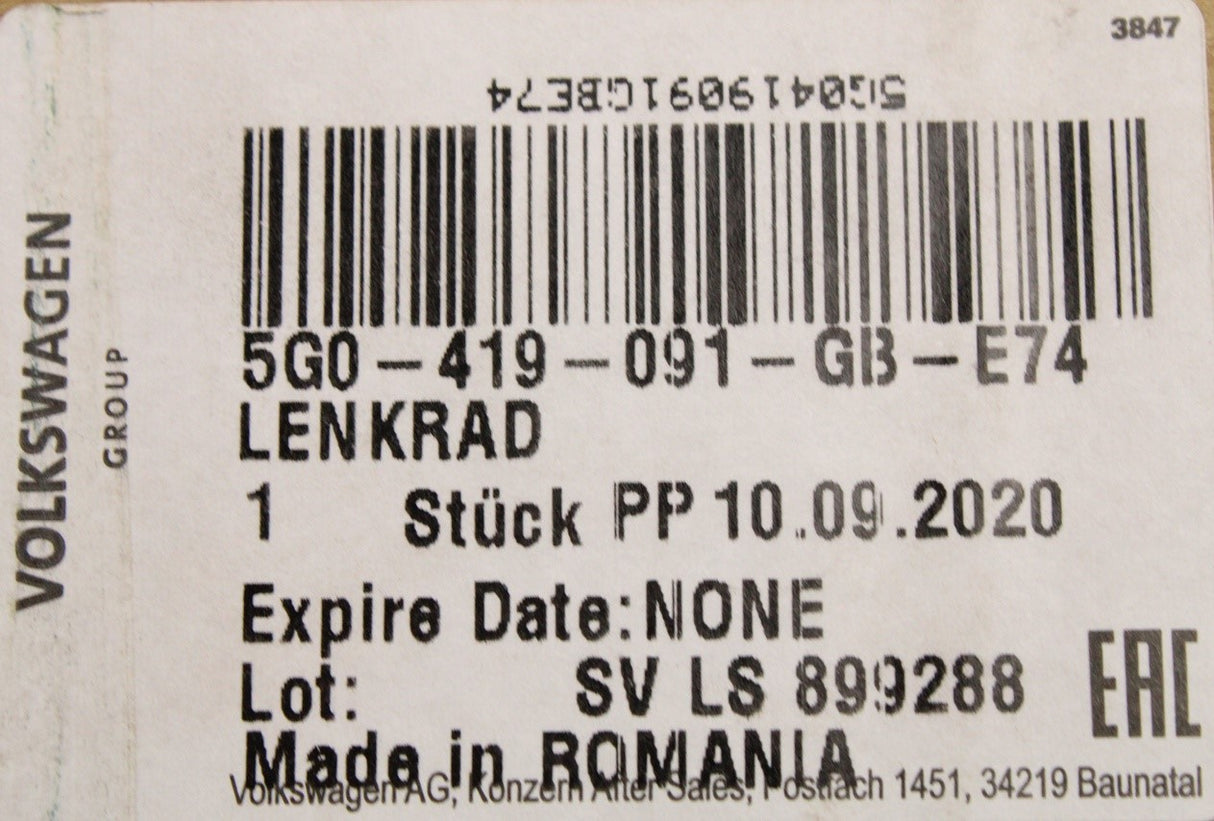 3847
5G0419091GBE74
5G0-419-091-GB-E74
LENKRAD
1 Stück PP 10.09.2020
Expire Date:NONE
Lot: SV LS 899288
EAC
Made in ROMANIA
Volkswagen AG, Konzern After Sales, Postfach 1451, 34219 Baunatal
VOLKSWAGEN
GROUP